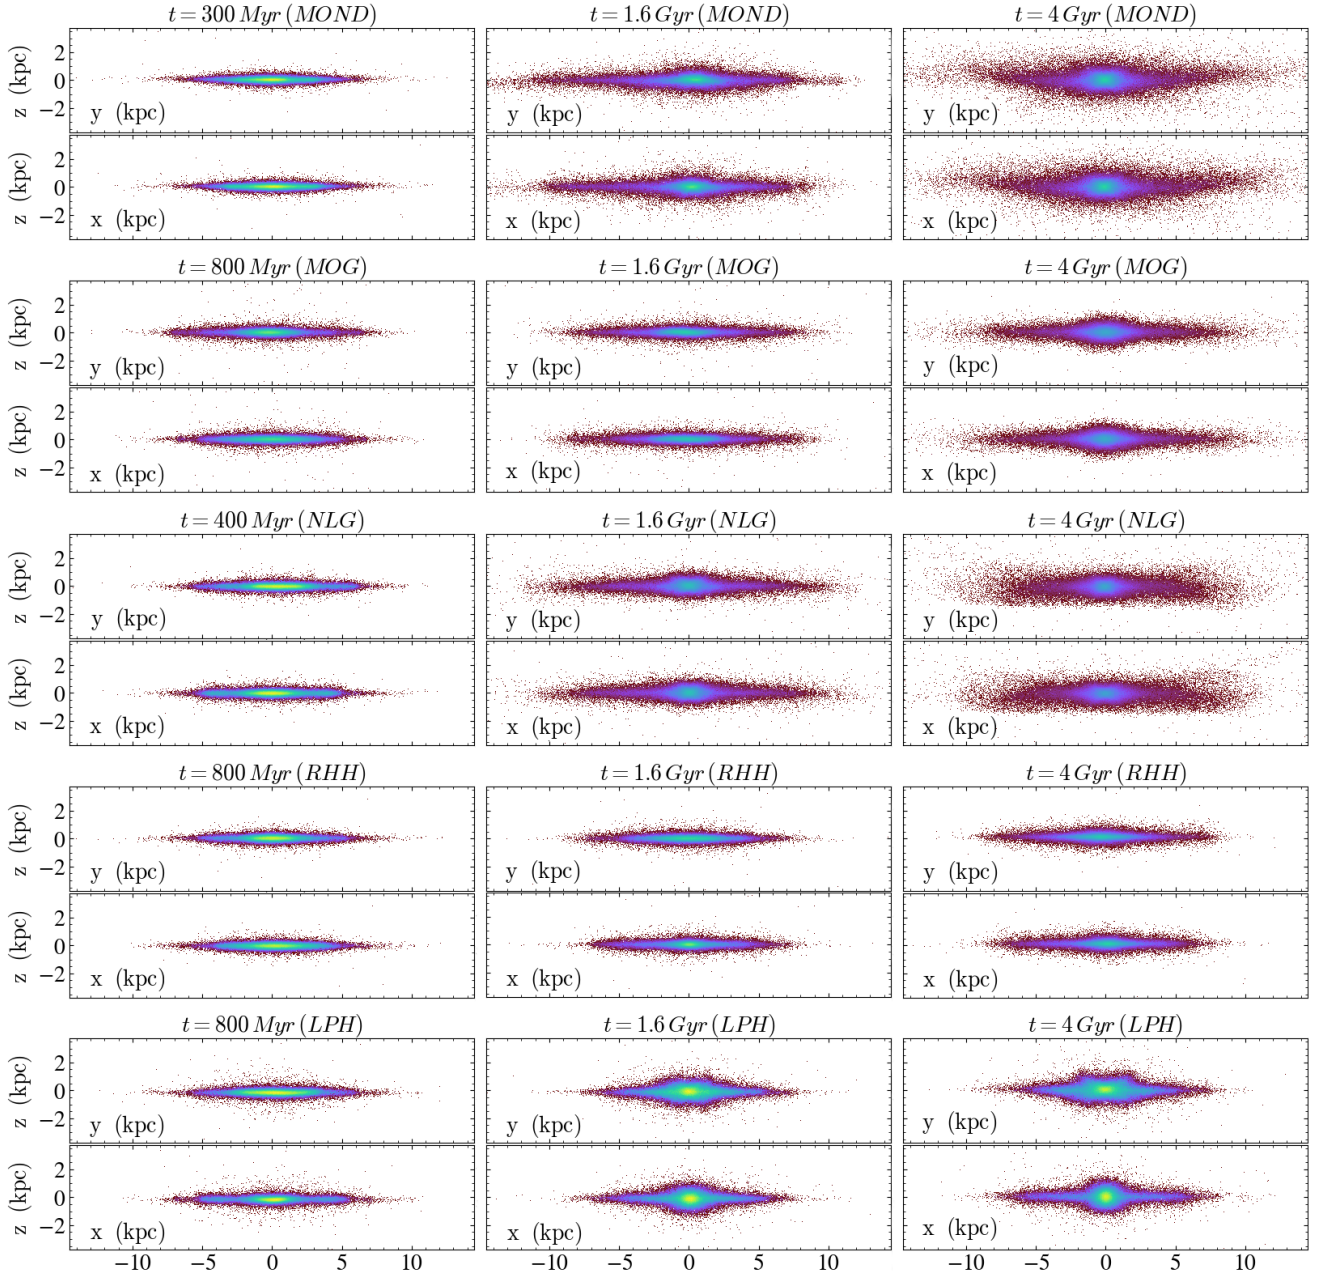 t = 300 Myr (MOND) t = 1.6 Gyr (MOND) t = 4 Gyr (MOND)
z (kpc) 2 0 −2 y (kpc) y (kpc) y (kpc)
z (kpc) 2 0 −2 x (kpc) x (kpc) x (kpc)
t = 800 Myr (MOG) t = 1.6 Gyr (MOG) t = 4 Gyr (MOG)
z (kpc) 2 0 −2 y (kpc) y (kpc) y (kpc)
z (kpc) 2 0 −2 x (kpc) x (kpc) x (kpc)
t = 400 Myr (NLG) t = 1.6 Gyr (NLG) t = 4 Gyr (NLG)
z (kpc) 2 0 −2 y (kpc) y (kpc) y (kpc)
z (kpc) 2 0 −2 x (kpc) x (kpc) x (kpc)
t = 800 Myr (RHH) t = 1.6 Gyr (RHH) t = 4 Gyr (RHH)
z (kpc) 2 0 −2 y (kpc) y (kpc) y (kpc)
z (kpc) 2 0 −2 x (kpc) x (kpc) x (kpc)
t = 800 Myr (LPH) t = 1.6 Gyr (LPH) t = 4 Gyr (LPH)
z (kpc) 2 0 −2 y (kpc) y (kpc) y (kpc)
z (kpc) 2 0 −2 x (kpc) x (kpc) x (kpc)
−10 −5 0 5 10 −10 −5 0 5 10 −10 −5 0 5 10